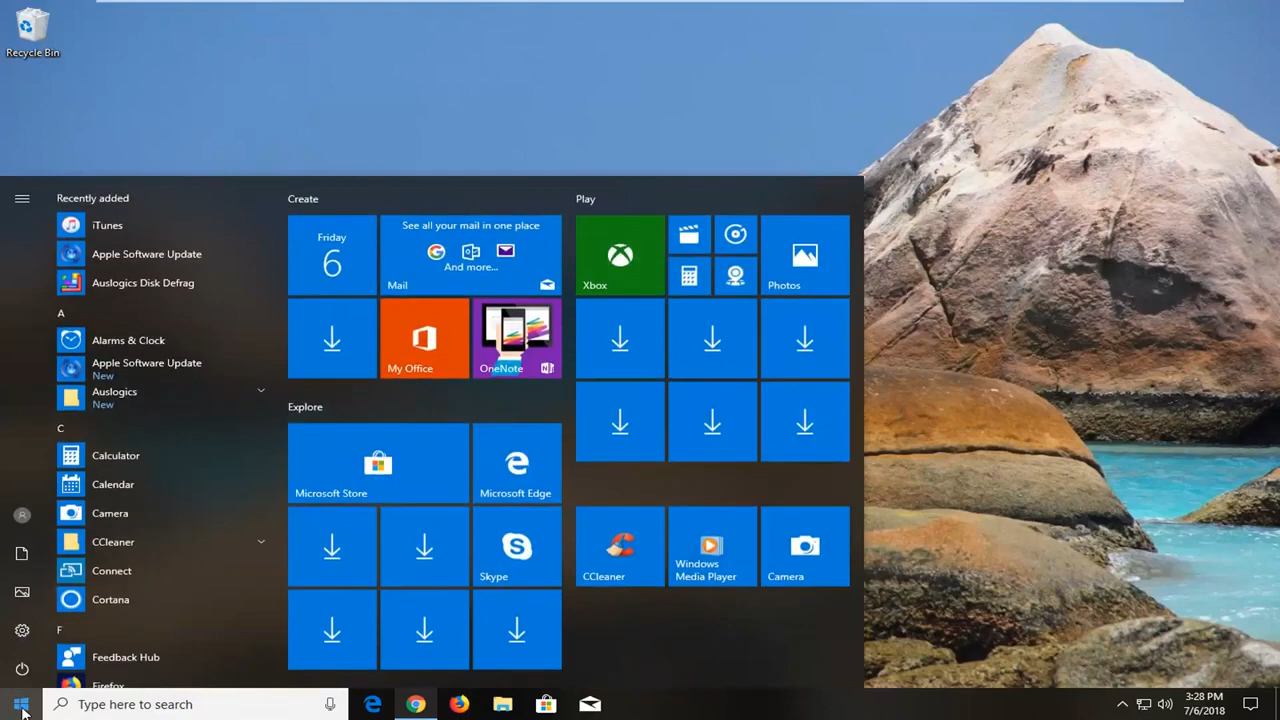 Recycle Bin
Recently added
iTunes
Apple Software Update
Auslogics Disk Defrag
A
Alarms & Clock
Apple Software Update
New
Auslogics
New
C
Calculator
Calendar
Camera
CCleaner
Connect
Cortana
F
Feedback Hub
Firefox
Create
Friday
6
See all your mail in one place
And more...
Mail
My Office
OneNote
Explore
Microsoft Store
Microsoft Edge
Skype
Play
Xbox
Photos
CCleaner
Windows
Media Player
Camera
Type here to search
3:28 PM
7/6/2018